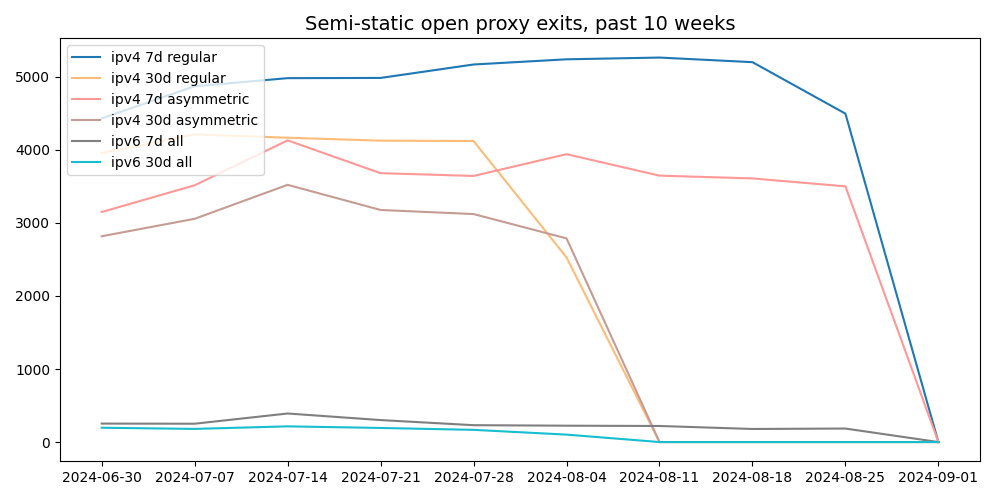 Semi-static open proxy exits, past 10 weeks
ipv4 7d regular
ipv4 30d regular
ipv4 7d asymmetric
ipv4 30d asymmetric
ipv6 7d all
ipv6 30d all
5000
4000
3000
2000
1000
0
2024-06-30 2024-07-07 2024-07-14 2024-07-21 2024-07-28 2024-08-04 2024-08-11 2024-08-18 2024-08-25 2024-09-01